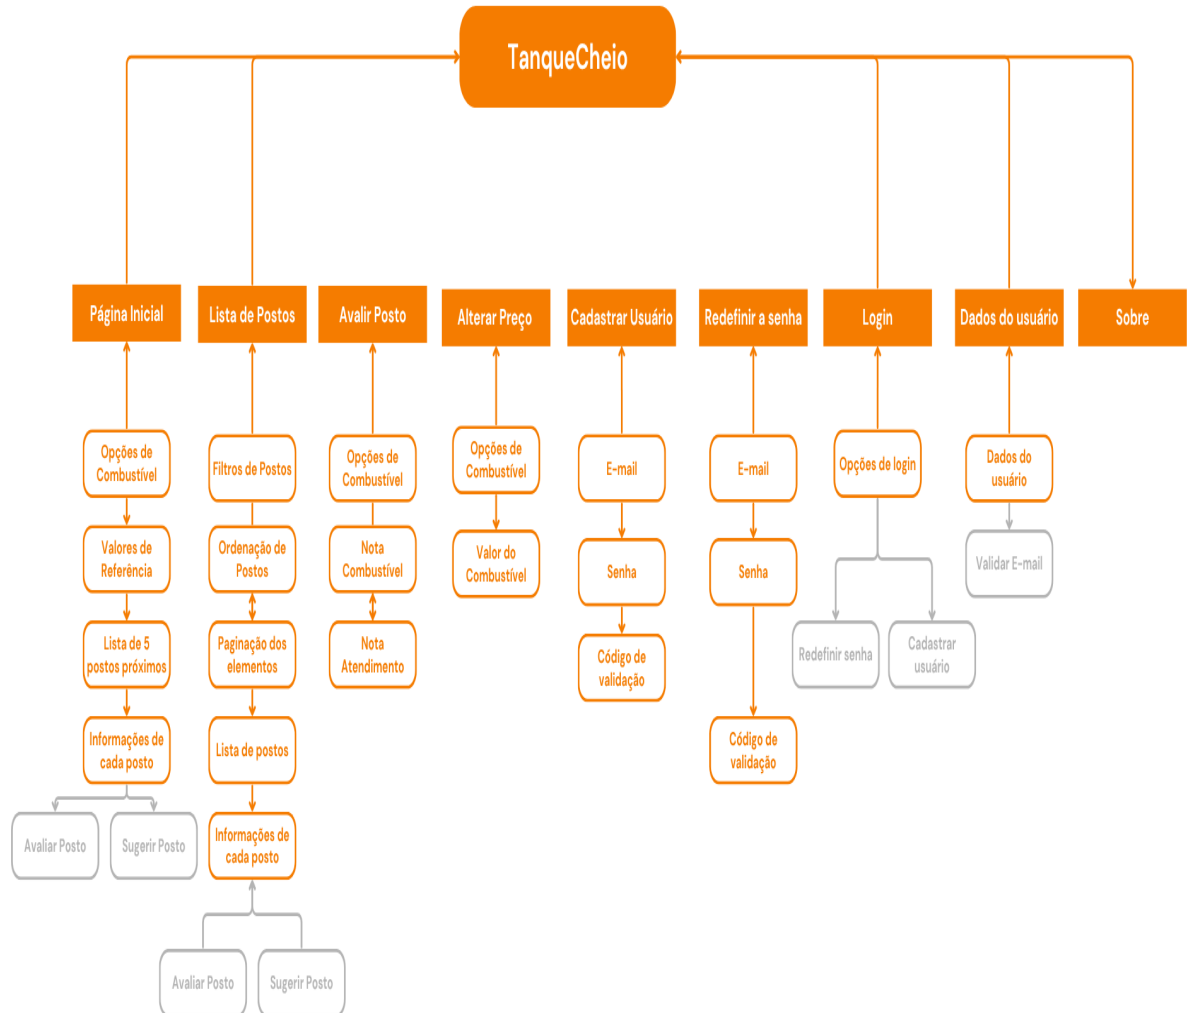 TanqueCheio
Página Inicial
Lista de Postos
Avalir Posto
Alterar Preço
Cadastrar Usuário
Redefinir a senha
Login
Dados do usuário
Sobre
Opções de
Combustível
Valores de
Referência
Lista de 5
postos próximos
Informações de
cada posto
Avaliar Posto
Sugerir Posto
Filtros de Postos
Ordenação de
Postos
Paginação dos
elementos
Lista de postos
Informações de
cada posto
Avaliar Posto
Sugerir Posto
Opções de
Combustível
Nota
Combustível
Nota
Atendimento
Opções de
Combustível
Valor do
Combustível
E-mail
Senha
Código de
validação
E-mail
Senha
Código de
validação
Opções de login
Redefinir senha
Cadastrar
usuário
Dados do
usuário
Validar E-mail